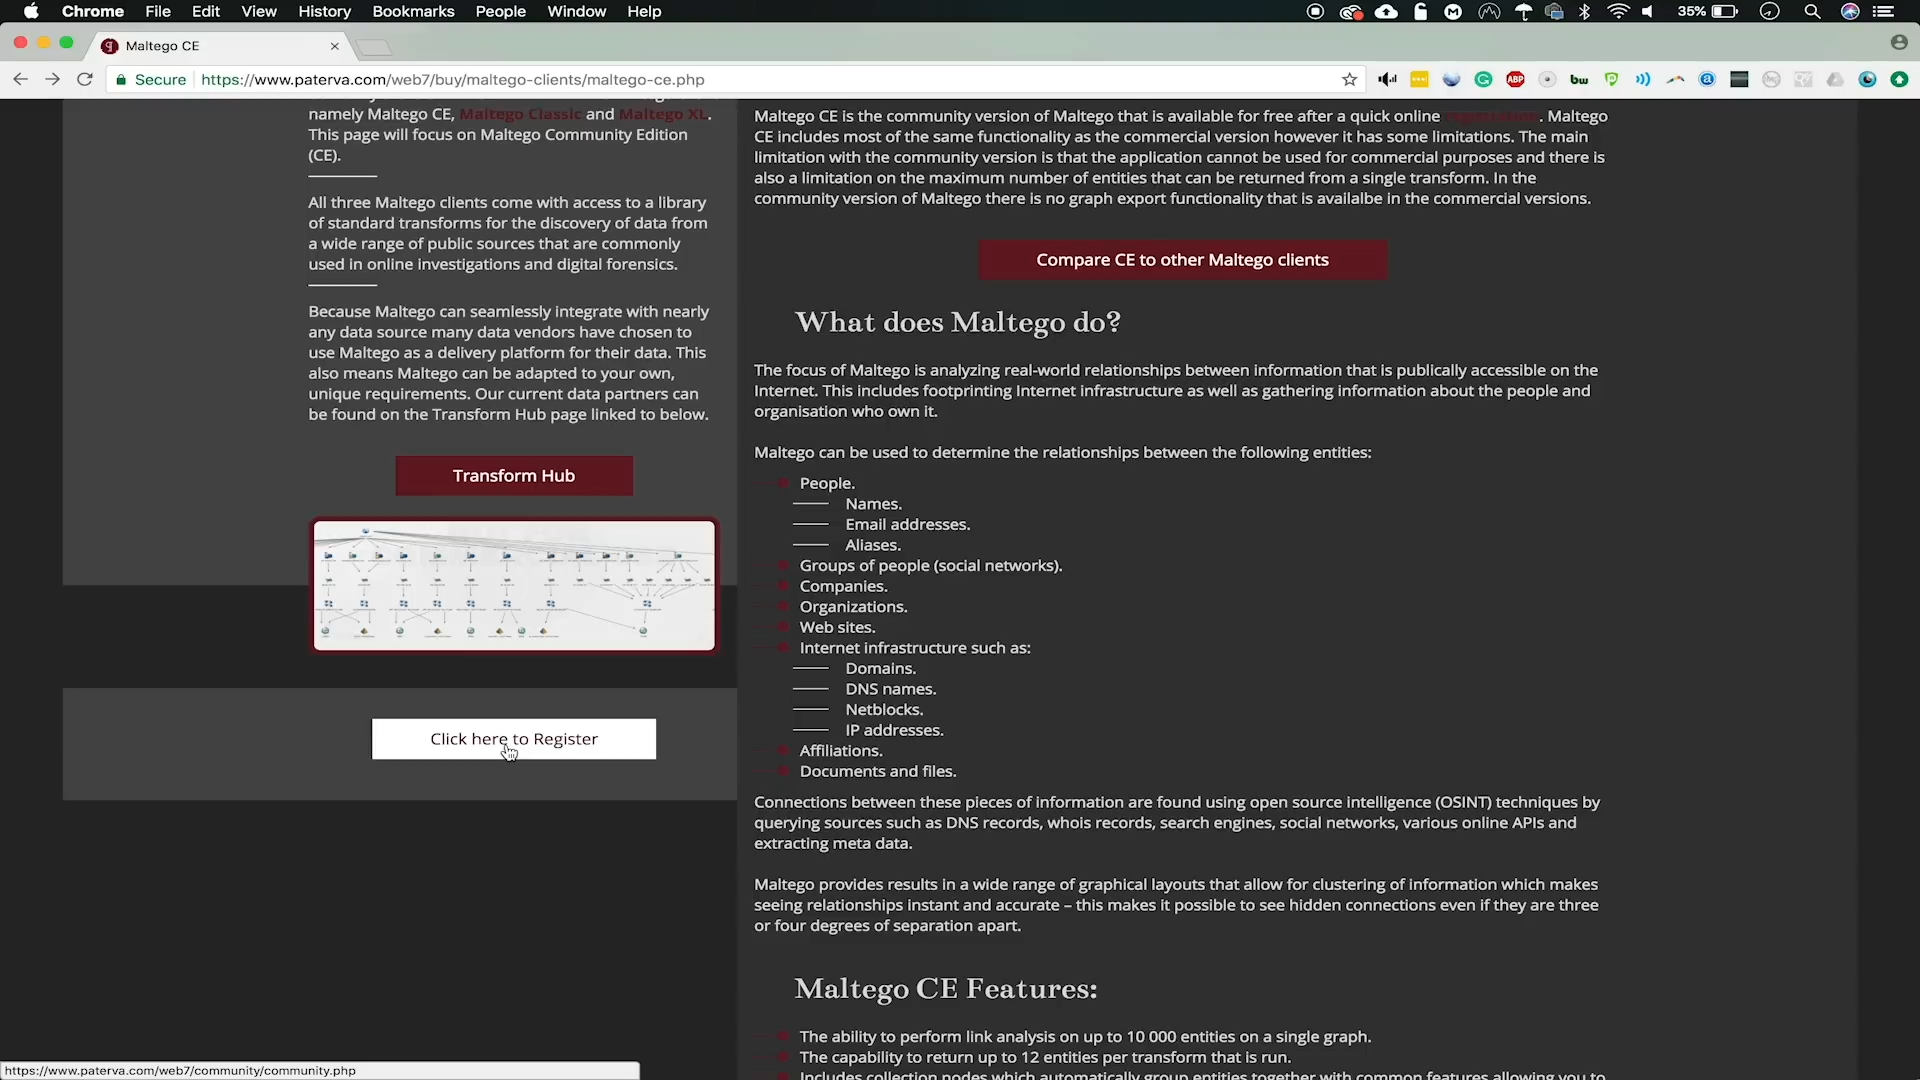 Chrome File Edit View History Bookmarks People Window Help 35%
Maltego CE
Secure https://www.paterva.com/web7/buy/maltego-clients/maltego-ce.php
namely Maltego CE, Maltego Classic and Maltego XL.
This page will focus on Maltego Community Edition
(CE).
All three Maltego clients come with access to a library
of standard transforms for the discovery of data from
a wide range of public sources that are commonly
used in online investigations and digital forensics.
Because Maltego can seamlessly integrate with nearly
any data source many data vendors have chosen to
use Maltego as a delivery platform for their data. This
also means Maltego can be adapted to your own,
unique requirements. Our current data partners can
be found on the Transform Hub page linked to below.
Transform Hub
Click here to Register
Maltego CE is the community version of Maltego that is available for free after a quick online registration. Maltego
CE includes most of the same functionality as the commercial version however it has some limitations. The main
limitation with the community version is that the application cannot be used for commercial purposes and there is
also a limitation on the maximum number of entities that can be returned from a single transform. In the
community version of Maltego there is no graph export functionality that is availalbe in the commercial versions.
Compare CE to other Maltego clients
What does Maltego do?
The focus of Maltego is analyzing real-world relationships between information that is publically accessible on the
Internet. This includes footprinting Internet infrastructure as well as gathering information about the people and
organisation who own it.
Maltego can be used to determine the relationships between the following entities:
People.
Names.
Email addresses.
Aliases.
Groups of people (social networks).
Companies.
Organizations.
Web sites.
Internet infrastructure such as:
Domains.
DNS names.
Netblocks.
IP addresses.
Affiliations.
Documents and files.
Connections between these pieces of information are found using open source intelligence (OSINT) techniques by
querying sources such as DNS records, whois records, search engines, social networks, various online APIs and
extracting meta data.
Maltego provides results in a wide range of graphical layouts that allow for clustering of information which makes
seeing relationships instant and accurate – this makes it possible to see hidden connections even if they are three
or four degrees of separation apart.
Maltego CE Features:
The ability to perform link analysis on up to 10 000 entities on a single graph.
The capability to return up to 12 entities per transform that is run.
Includes collection nodes which automatically group entities together with common features allowing you to
https://www.paterva.com/web7/community/community.php